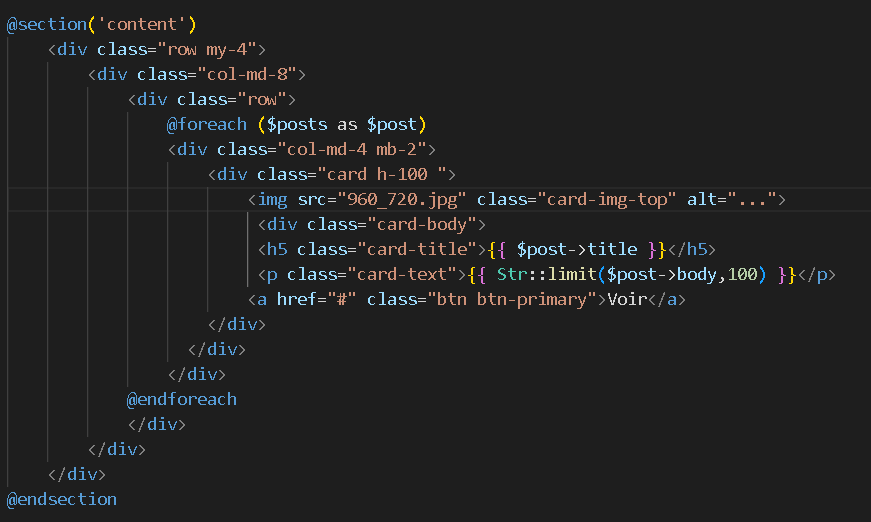 @section('content')
<div class="row my-4">
<div class="col-md-8">
<div class="row">
@foreach ($posts as $post)
<div class="col-md-4 mb-2">
<div class="card h-100 ">
<img src="960_720.jpg" class="card-img-top" alt="...">
<div class="card-body">
<h5 class="card-title">{{ $post->title }}</h5>
<p class="card-text">{{ Str::limit($post->body,100) }}</p>
<a href="#" class="btn btn-primary">Voir</a>
</div>
</div>
</div>
@endforeach
</div>
</div>
</div>
@endsection